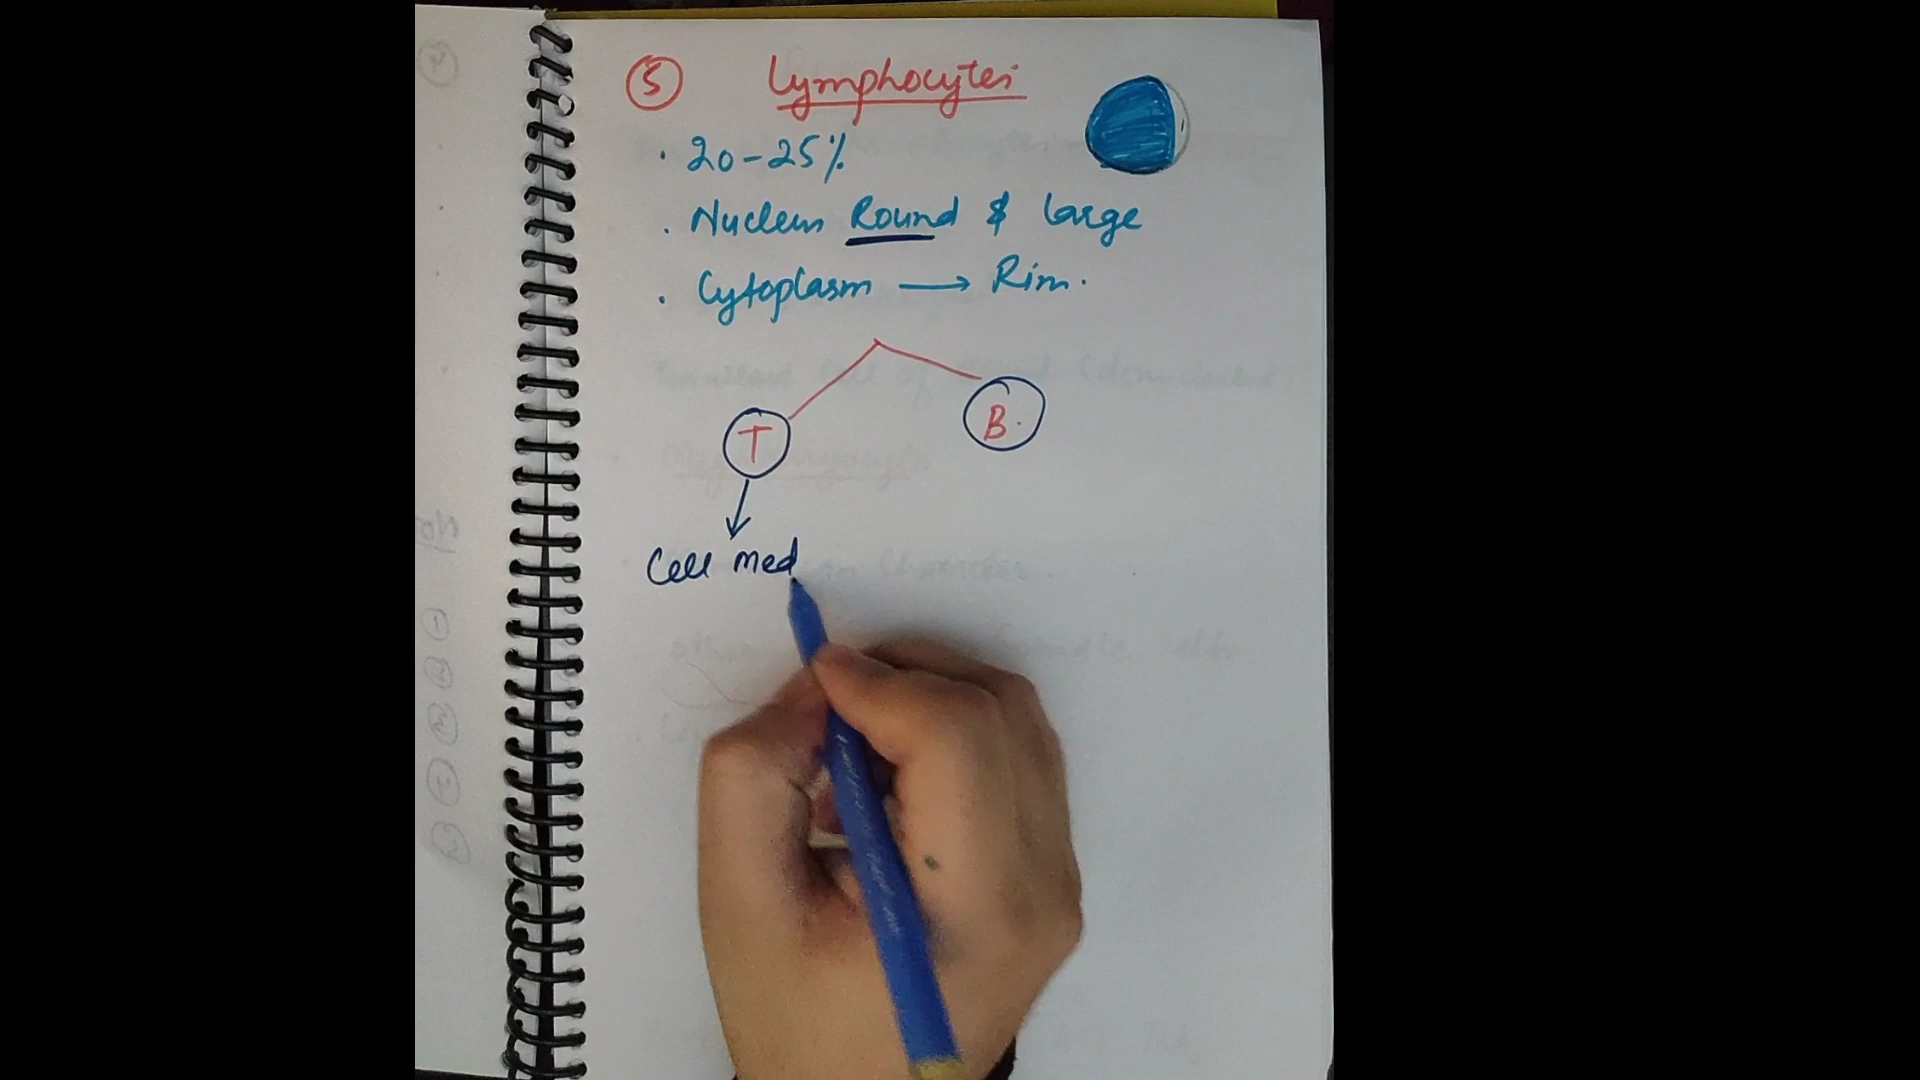 ⑤ Lymphocytes
· 20-25%
· Nucleus Round & large
· Cytoplasm → Rim.
T B.
Cell med